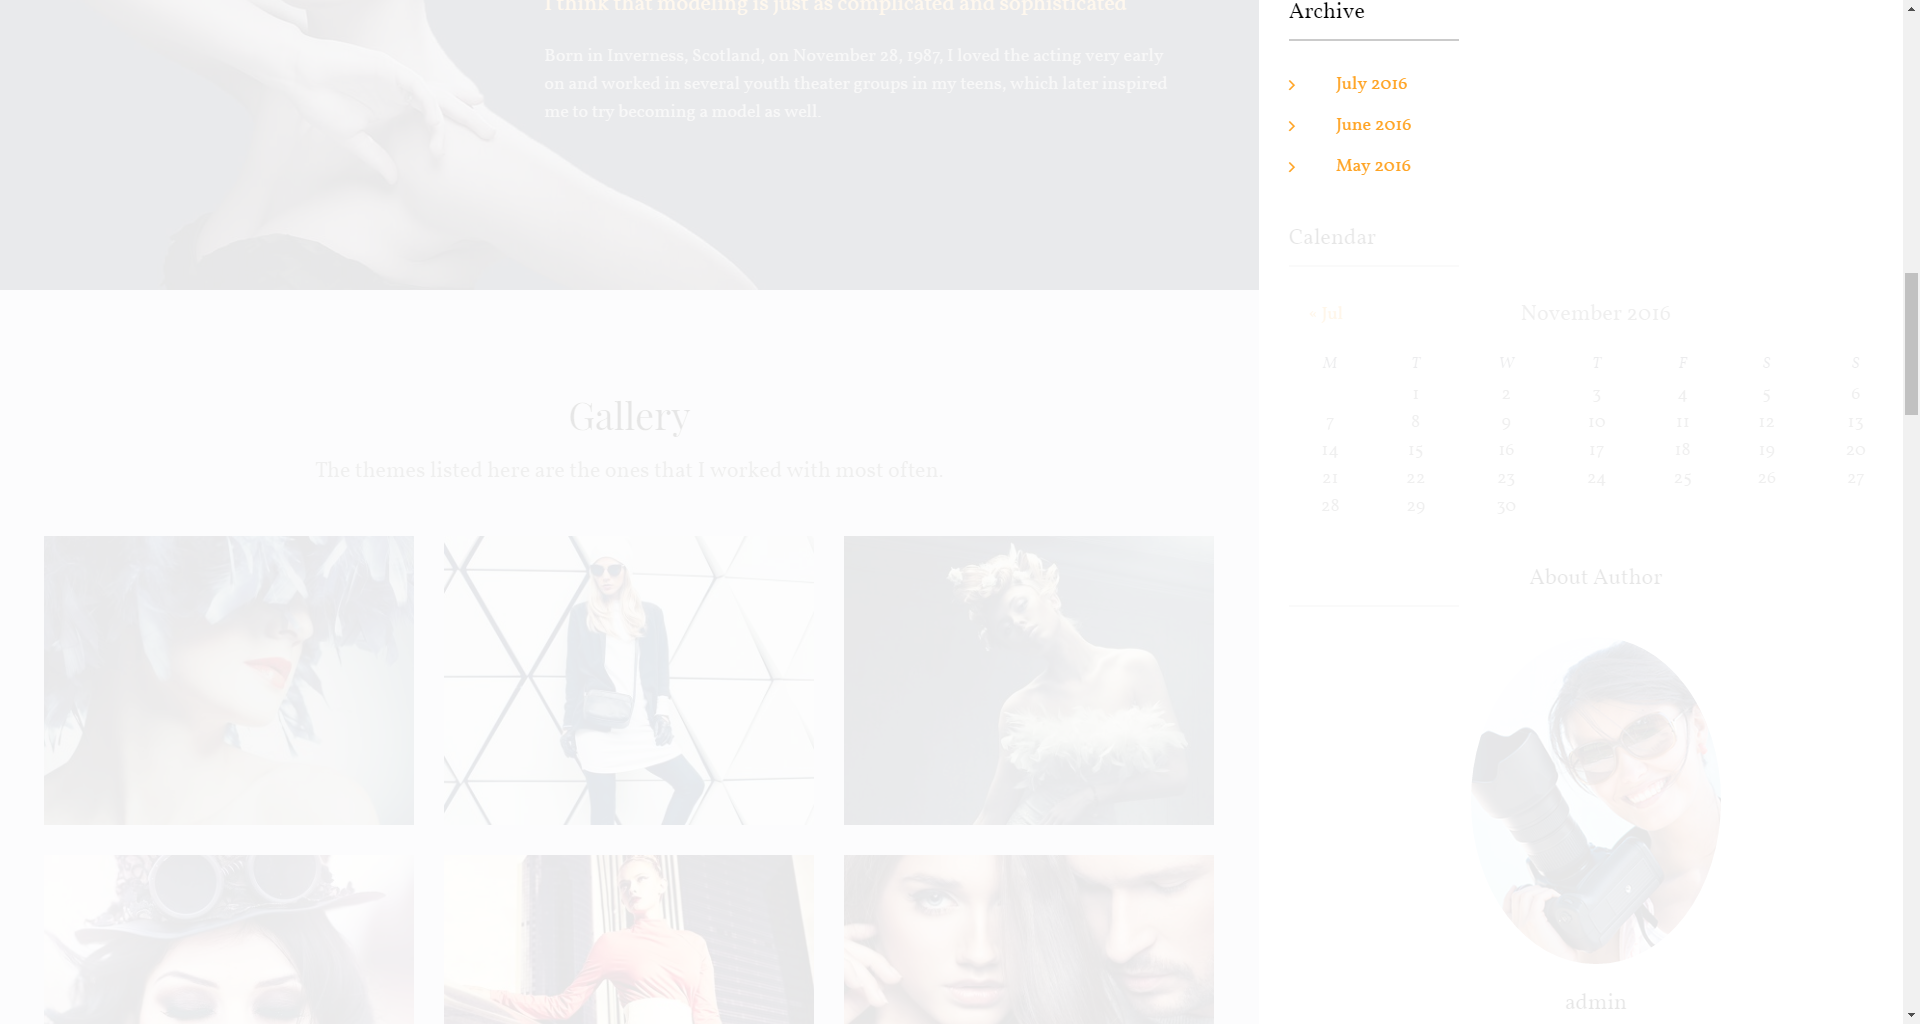 I think that modeling is just as complicated and sophisticated
Born in Inverness, Scotland, on November 28, 1987, I loved the acting very early
on and worked in several youth theater groups in my teens, which later inspired
me to try becoming a model as well.
Gallery
The themes listed here are the ones that I worked with most often.
Archive
July 2016
June 2016
May 2016
Calendar
« Jul November 2016
M T W T F S S
1 2 3 4 5 6
7 8 9 10 11 12 13
14 15 16 17 18 19 20
21 22 23 24 25 26 27
28 29 30
About Author
admin